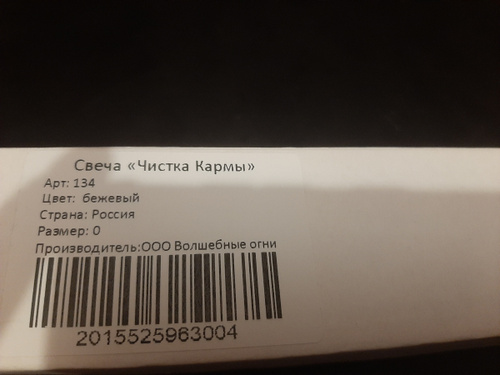 Свеча «Чистка Кармы»
Арт: 134
Цвет: бежевый
Страна: Россия
Размер: 0
Производитель:ООО Волшебные огни
2015525963004